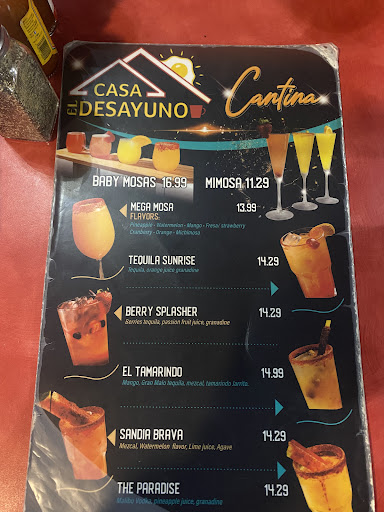 CASA
EL
DESAYUNO
Cantina
BABY MOSAS 16.99
MIMOSA 11.29
MEGA MOSA 13.99
FLAVORS:
Pineapple - Watermelon - Mango - Fresa/ strawberry
Cranberry - Orange - Michimosa
TEQUILA SUNRISE 14.29
Tequila, orange juice, granadine
BERRY SPLASHER 14.29
Berries tequila, passion fruit juice, granadine
EL TAMARINDO 14.99
Mango, Gran Malo tequila, mezcal, tamarindo Jarrito.
SANDIA BRAVA 14.29
Mezcal, Watermelon flavor, Lime juice, Agave
THE PARADISE 14.29
Malibu Vodka, pineapple juice, granadine